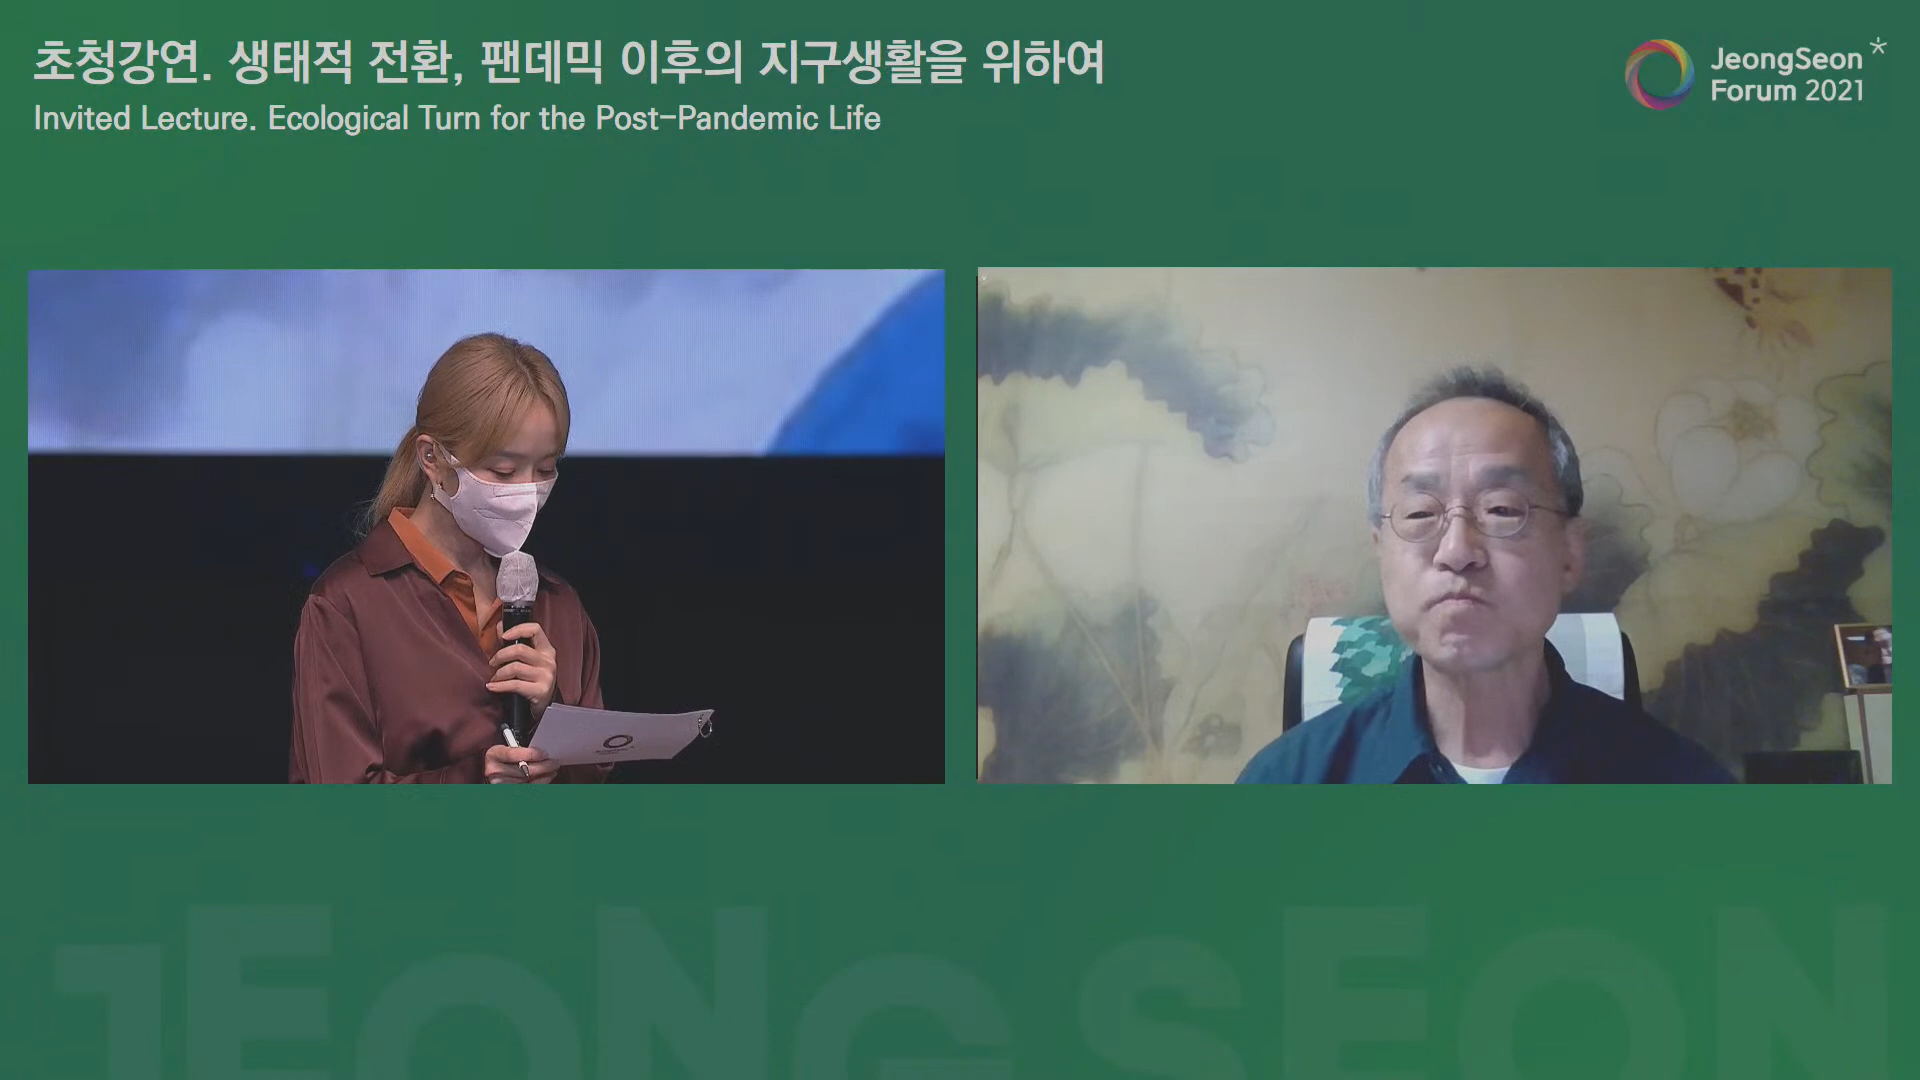 초청강연. 생태적 전환, 팬데믹 이후의 지구생활을 위하여
Invited Lecture. Ecological Turn for the Post-Pandemic Life
JeongSeon*
Forum 2021
JEONGSEON